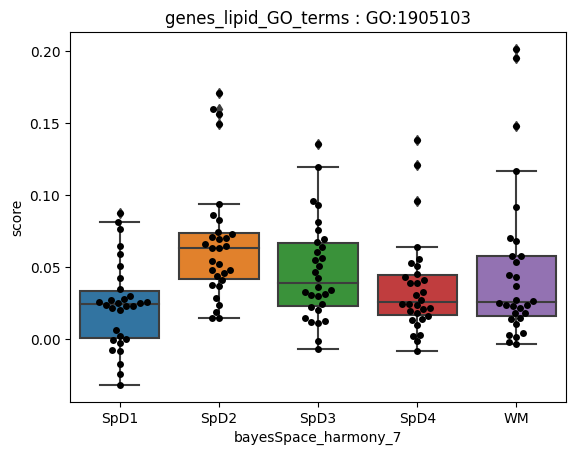 genes_lipid_GO_terms : GO:1905103
0.20
0.15
0.10
0.05
0.00
score
SpD1 SpD2 SpD3 SpD4 WM
bayesSpace_harmony_7